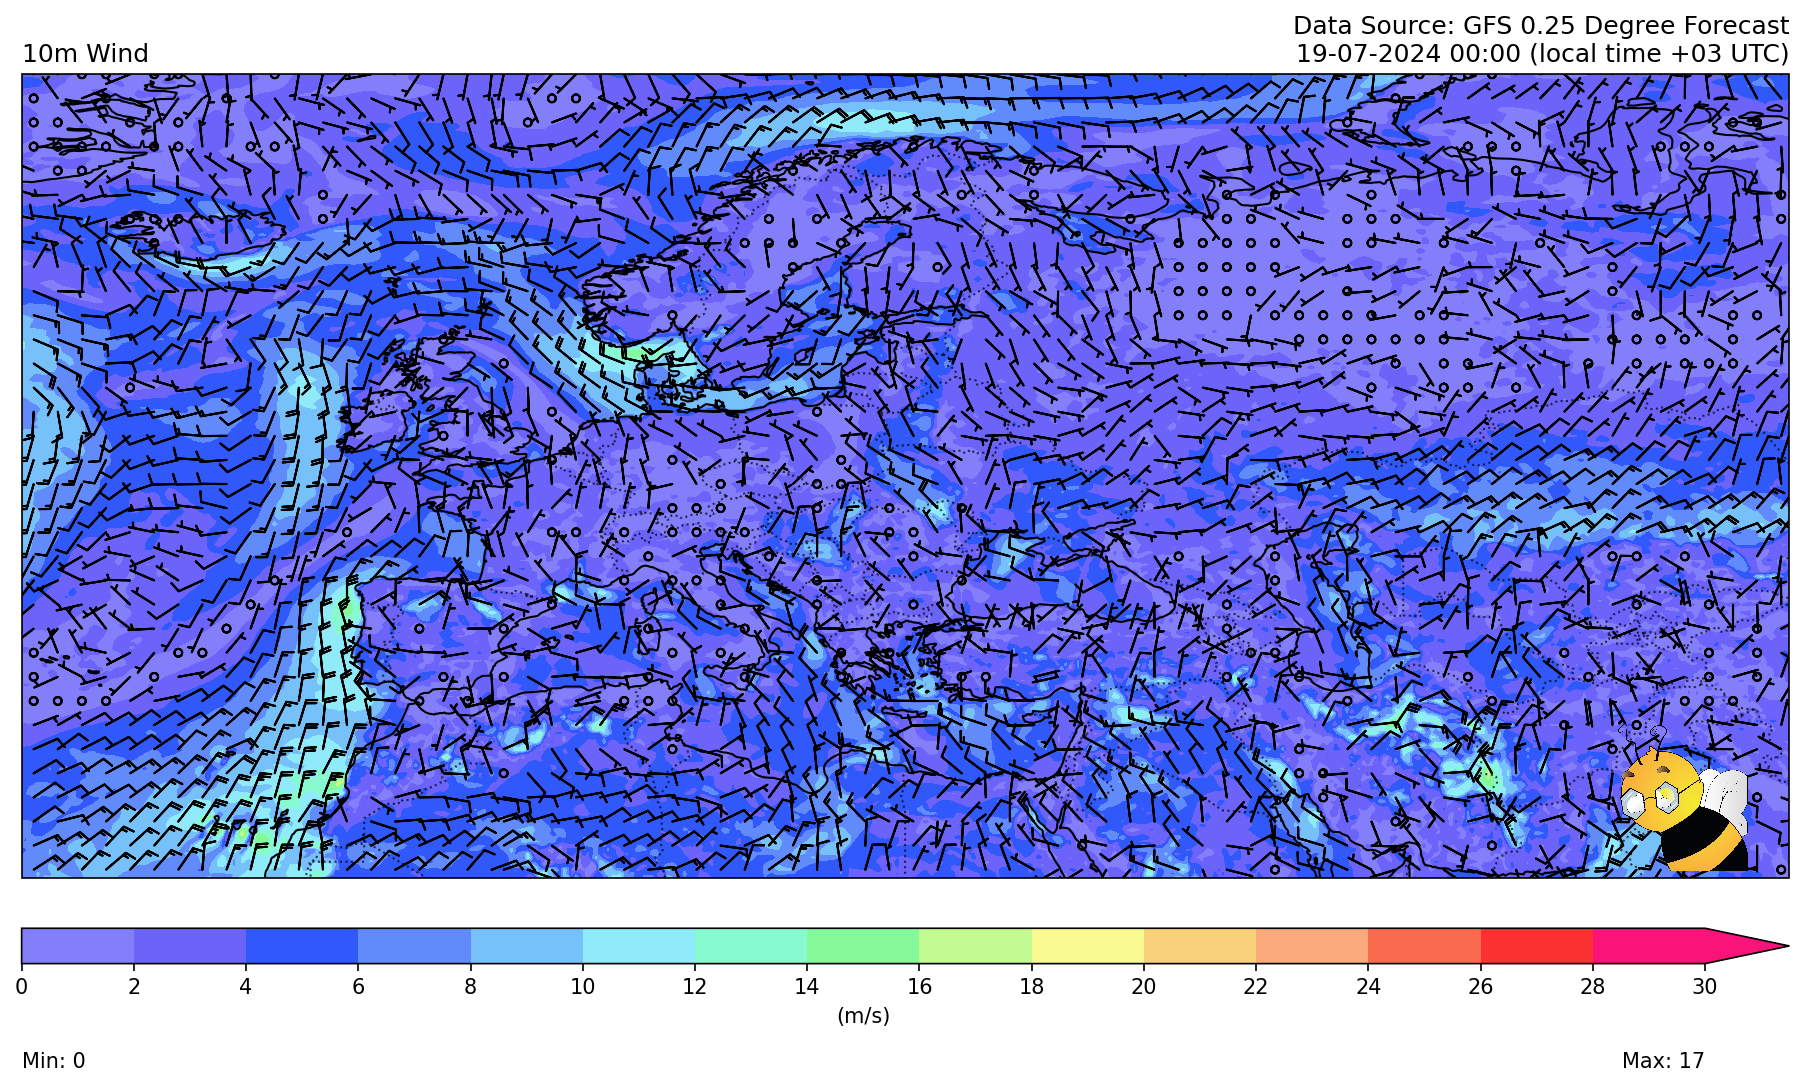 Data Source: GFS 0.25 Degree Forecast
10m Wind
19-07-2024 00:00 (local time +03 UTC)
0 2 4 6 8 10 12 14 16 18 20 22 24 26 28 30
(m/s)
Min: 0
Max: 17